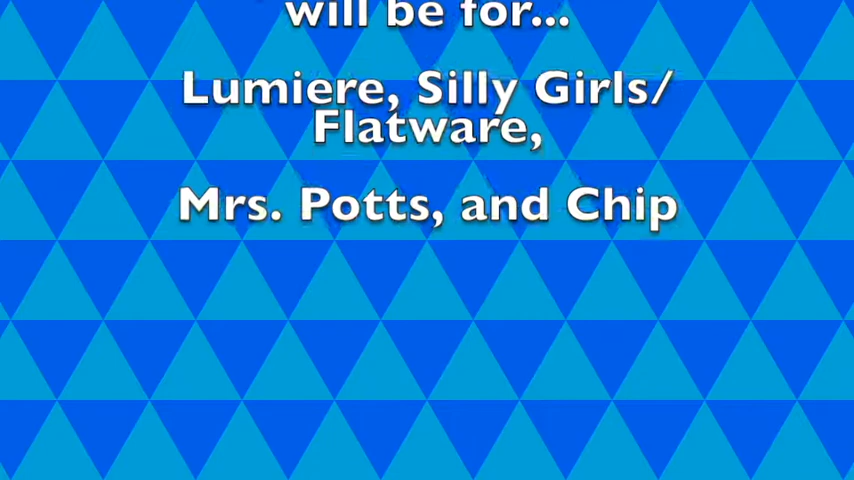 will be for...
Lumiere, Silly Girls/
Flatware,
Mrs. Potts, and Chip